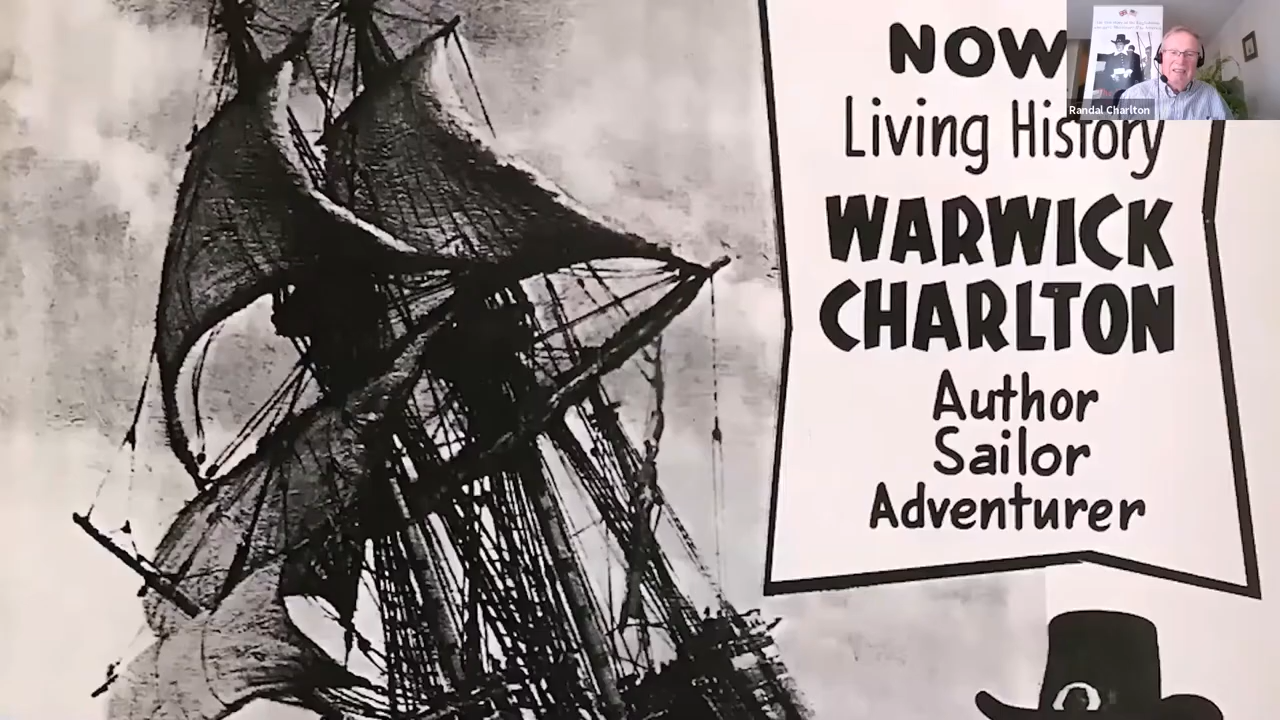 NOW
Living History
WARWICK
CHARLTON
Author
Sailor
Adventurer
Randal Charlton